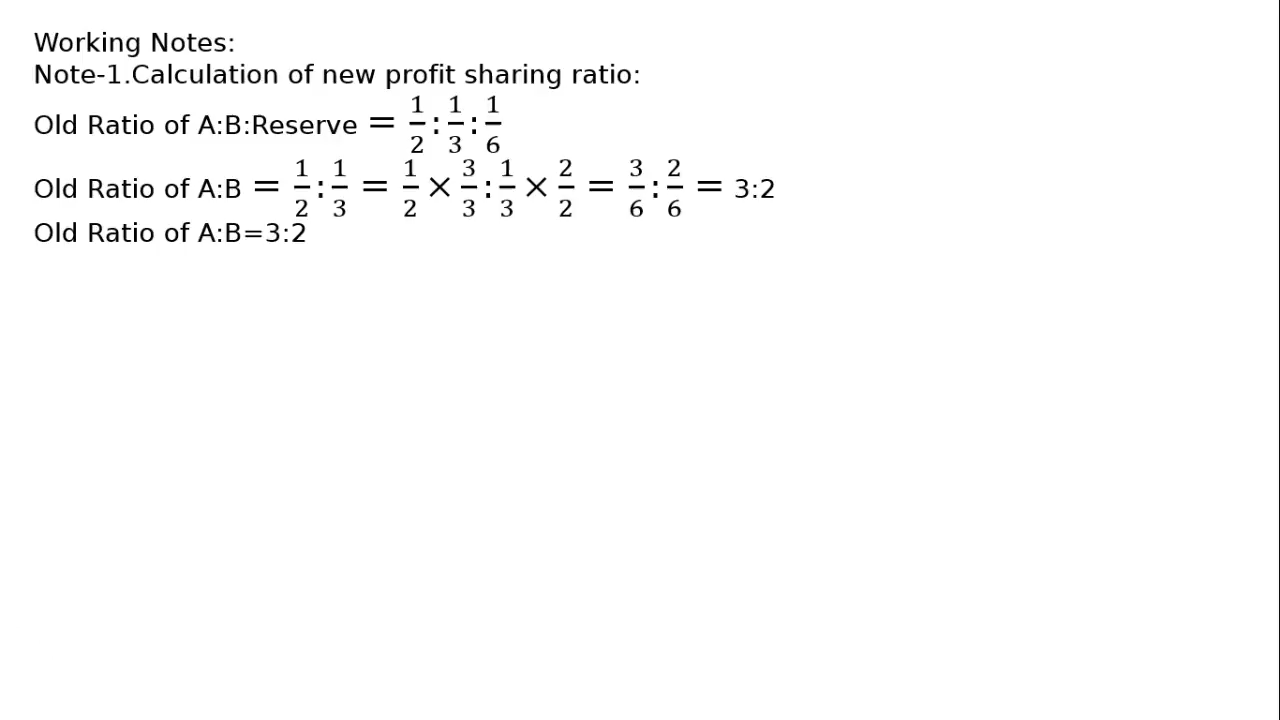 Working Notes:
Note-1.Calculation of new profit sharing ratio:
Old Ratio of A:B:Reserve = 1/2 : 1/3 : 1/6
Old Ratio of A:B = 1/2 : 1/3 = 1/2 × 3/3 : 1/3 × 2/2 = 3/6 : 2/6 = 3:2
Old Ratio of A:B=3:2